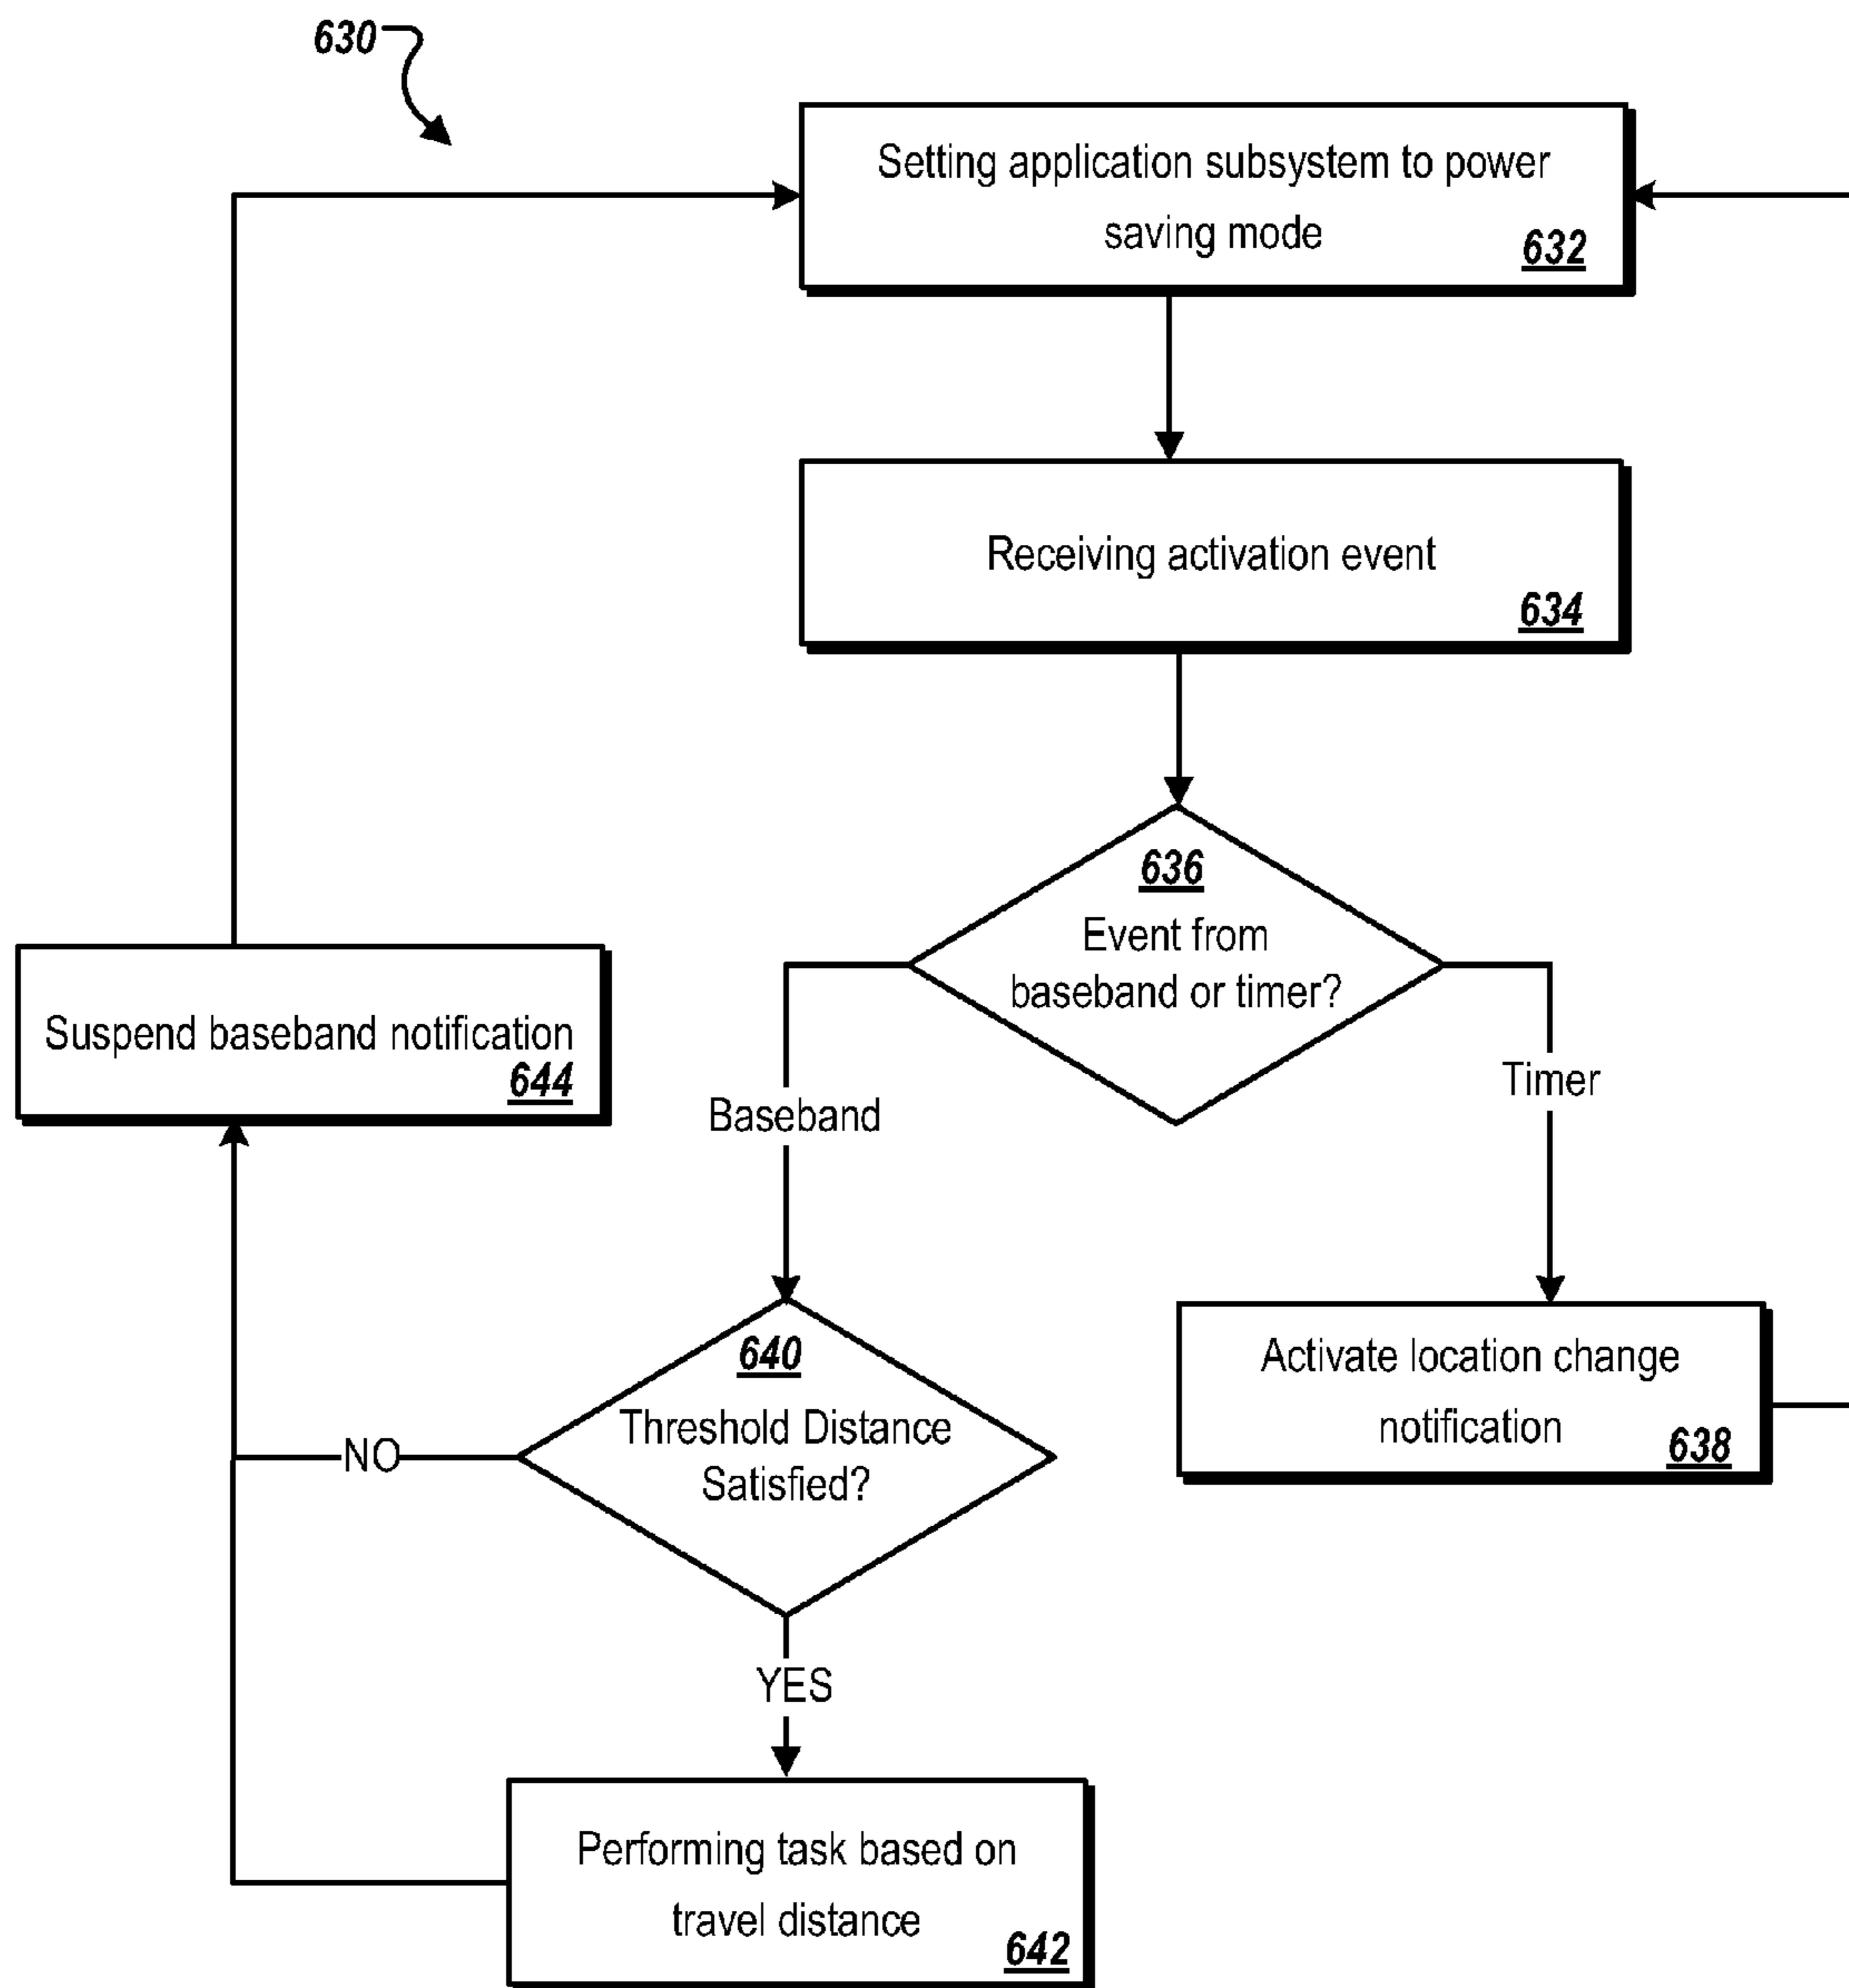 630
Setting application subsystem to power
saving mode
632
Receiving activation event
634
636
Event from
baseband or timer?
Suspend baseband notification
644
Baseband
Timer
640
Threshold Distance
Satisfied?
NO
Activate location change
notification
638
YES
Performing task based on
travel distance
642